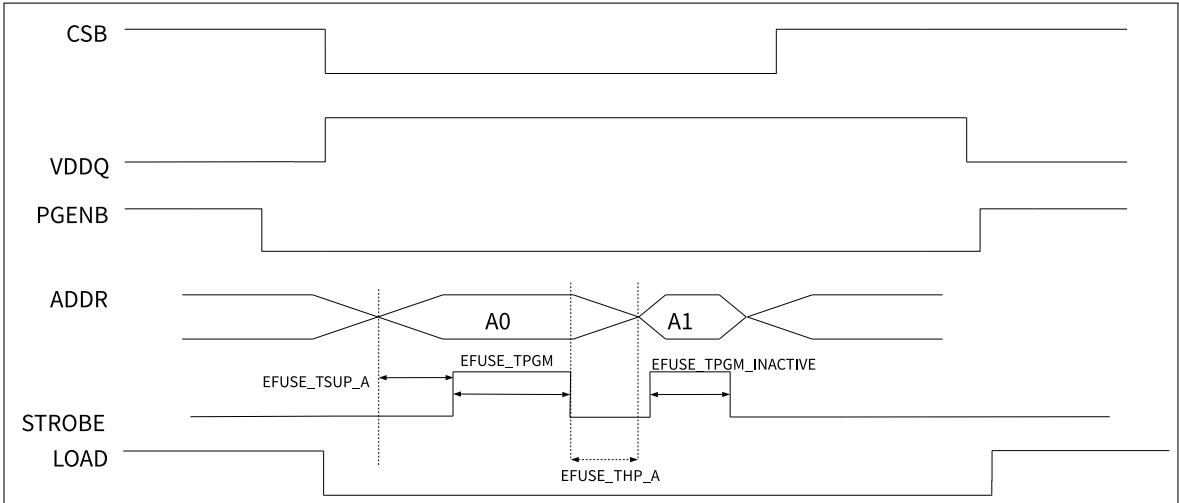 CSB
VDDQ
PGENB
ADDR
A0
A1
EFUSE_TPGM
EFUSE_TPGM_INACTIVE
EFUSE_TSUP_A
STROBE
LOAD
EFUSE_THP_A